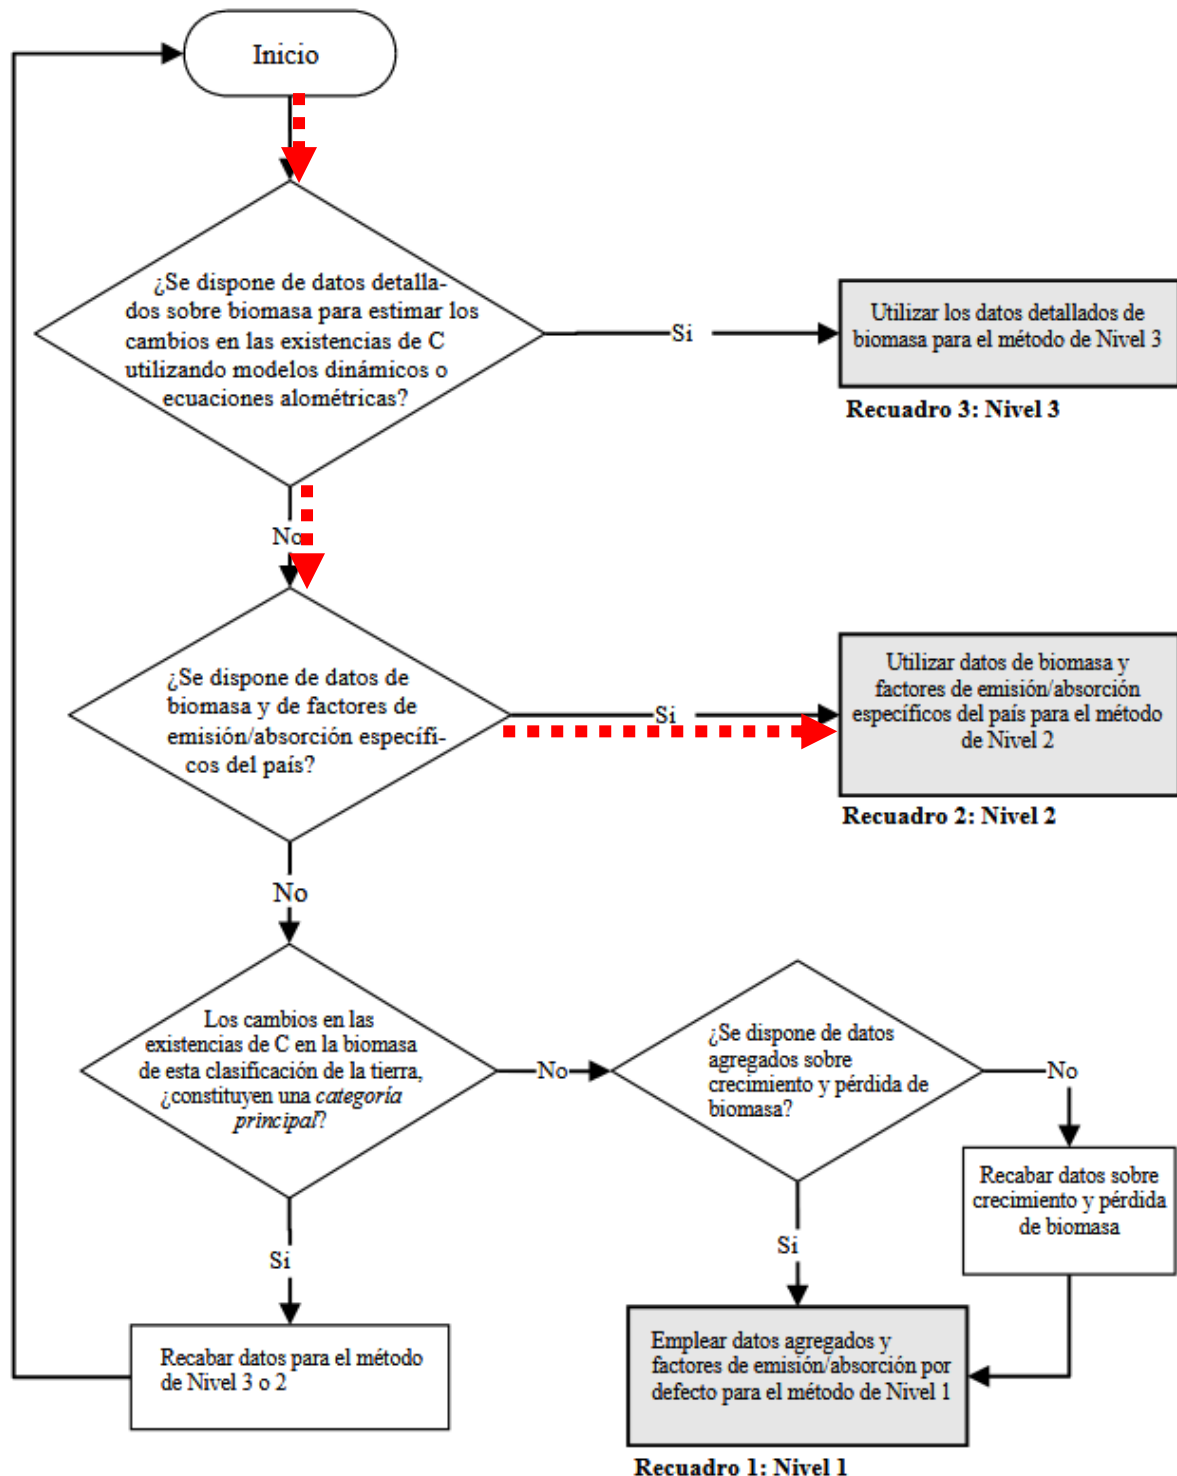 Inicio
¿Se dispone de datos detalla-
dos sobre biomasa para estimar los
cambios en las existencias de C
utilizando modelos dinámicos o
ecuaciones alométricas?
Si
Utilizar los datos detallados de
biomasa para el método de Nivel 3
Recuadro 3: Nivel 3
No
¿Se dispone de datos de
biomasa y de factores de
emisión/absorción específi-
cos del país?
Si
Utilizar datos de biomasa y
factores de emisión/absorción
específicos del país para el método
de Nivel 2
Recuadro 2: Nivel 2
No
Los cambios en las
existencias de C en la biomasa
de esta clasificación de la tierra,
¿constituyen una categoría
principal?
No
¿Se dispone de datos
agregados sobre
crecimiento y pérdida de
biomasa?
No
Recabar datos sobre
crecimiento y pérdida
de biomasa
Si
Si
Recabar datos para el método
de Nivel 3 o 2
Emplear datos agregados y
factores de emisión/absorción por
defecto para el método de Nivel 1
Recuadro 1: Nivel 1